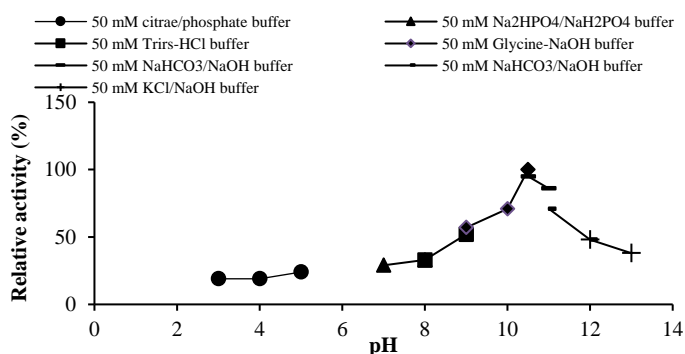 50 mM citrae/phosphate buffer
50 mM Na2HPO4/NaH2PO4 buffer
50 mM Trirs-HCl buffer
50 mM Glycine-NaOH buffer
50 mM NaHCO3/NaOH buffer
50 mM NaHCO3/NaOH buffer
50 mM KCl/NaOH buffer
150
100
50
0
Relative activity (%)
0 2 4 6 8 10 12 14
pH